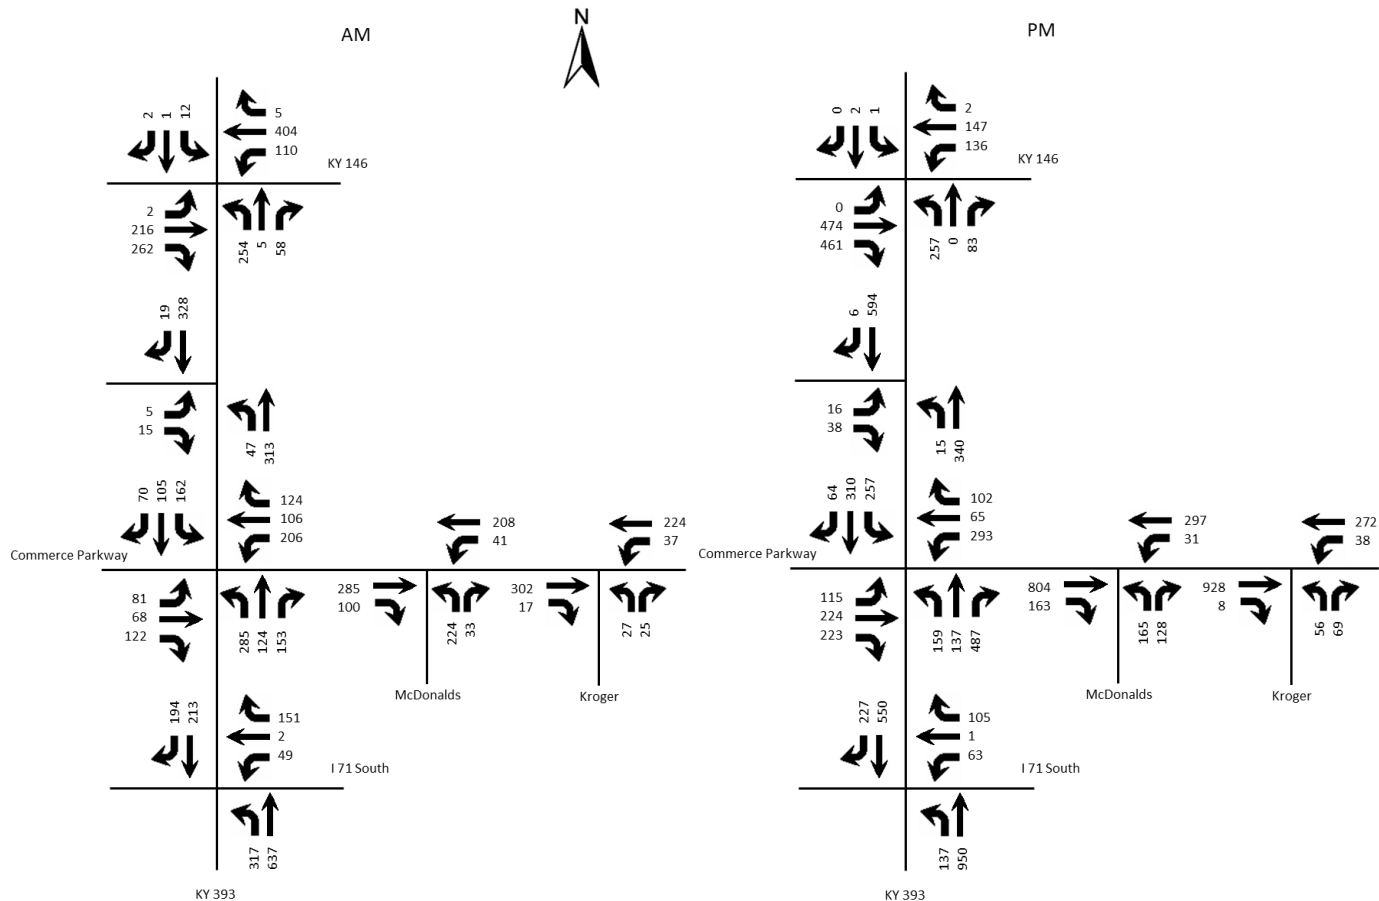 N
AM
PM
2 1 12
5
404
110
KY 146
2
216
262
254 5 58
19 328
5
15
47 313
70 105 162
124
106
206
208
41
224
37
Commerce Parkway
81
68
122
285 124 153
285
100
224 33
302
17
27 25
McDonalds
Kroger
194 213
151
2
49
I 71 South
317 637
KY 393
0 2 1
2
147
136
KY 146
0
474
461
257 0 83
6 594
16
38
15 340
64 310 257
102
65
293
297
31
272
38
Commerce Parkway
115
224
223
159 137 487
804
163
165 128
928
8
56 69
McDonalds
Kroger
227 550
105
1
63
I 71 South
137 950
KY 393